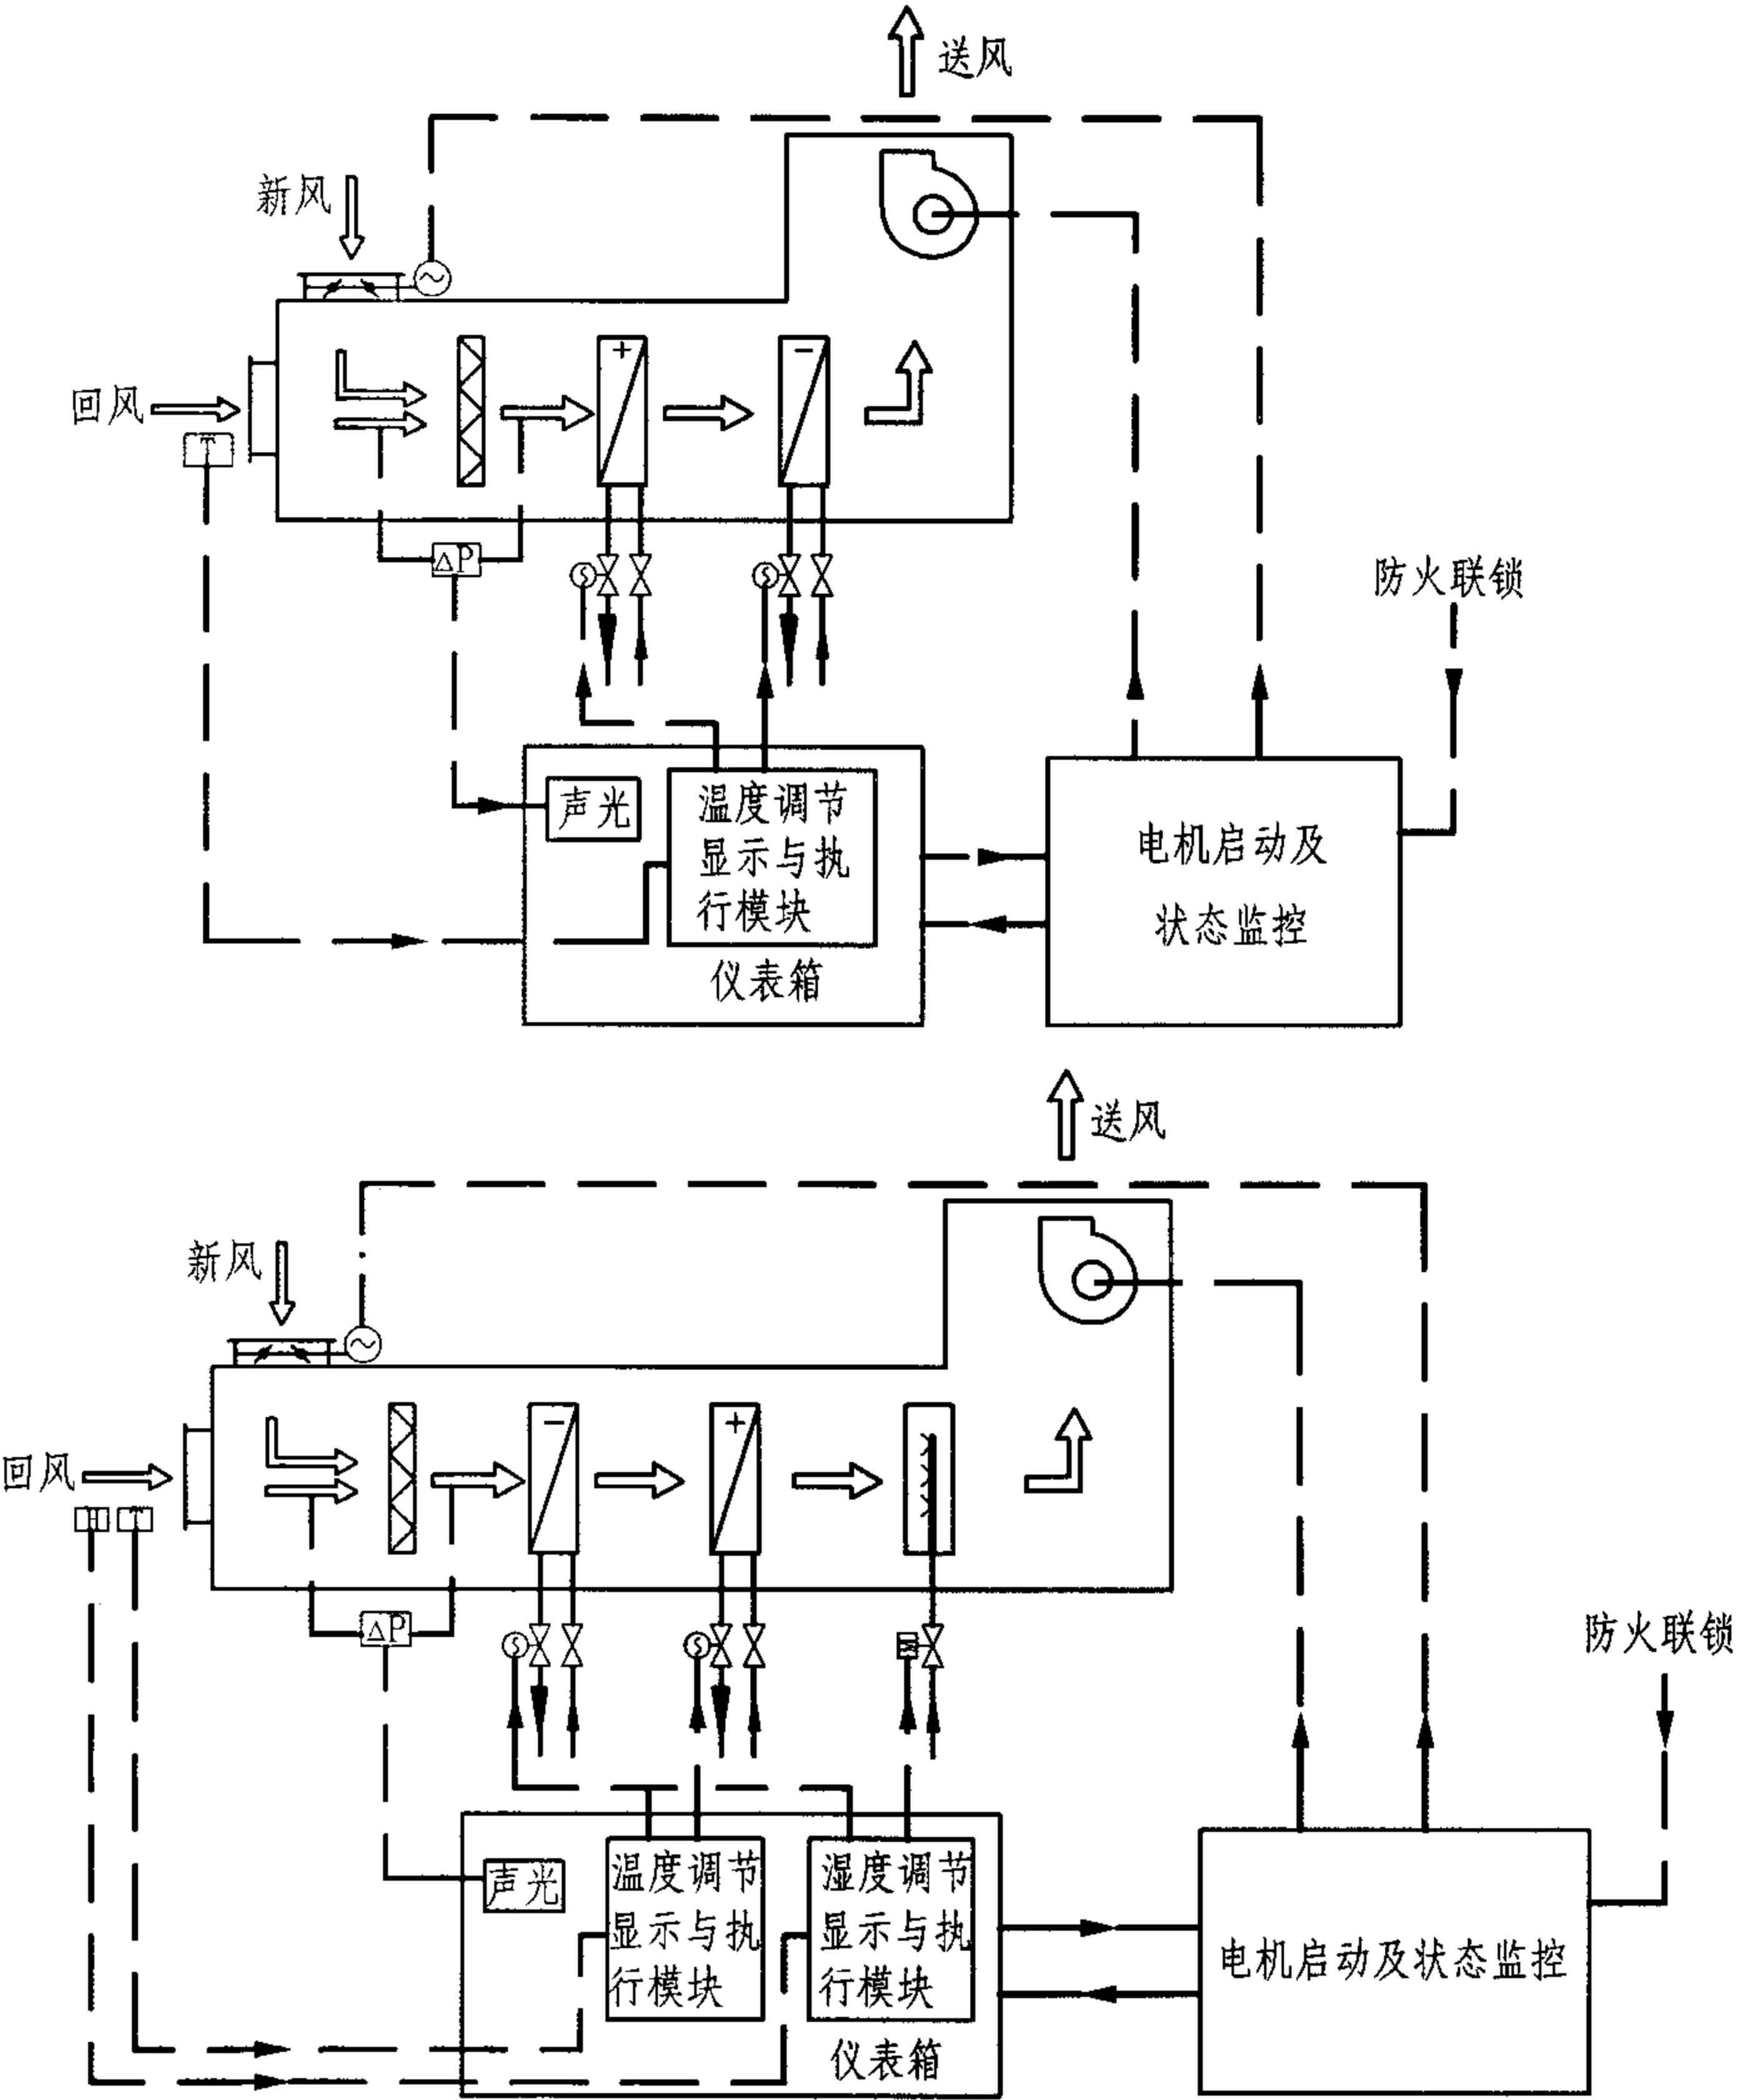 送风
新风
+
−
回风
T
ΔP
S
S
防火联锁
声光
温度调节
显示与执
行模块
仪表箱
电机启动及
状态监控
送风
新风
−
+
回风
H
T
ΔP
S
S
M
防火联锁
声光
温度调节
显示与执
行模块
湿度调节
显示与执
行模块
仪表箱
电机启动及状态监控